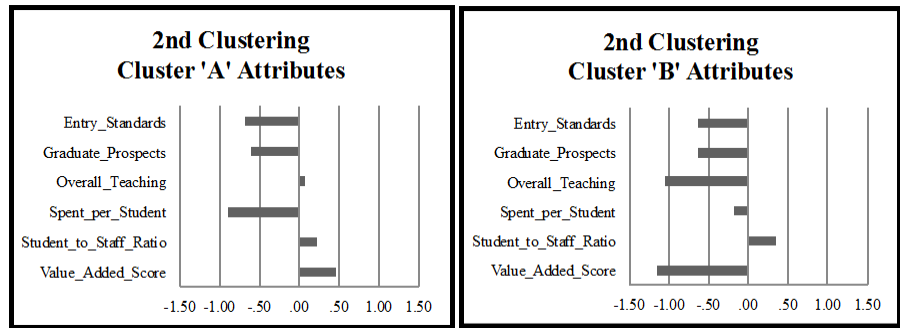 2nd Clustering
Cluster 'A' Attributes
Entry_Standards
Graduate_Prospects
Overall_Teaching
Spent_per_Student
Student_to_Staff_Ratio
Value_Added_Score
-1.50 -1.00 -.50 .00 .50 1.00 1.50
2nd Clustering
Cluster 'B' Attributes
Entry_Standards
Graduate_Prospects
Overall_Teaching
Spent_per_Student
Student_to_Staff_Ratio
Value_Added_Score
-1.50 -1.00 -.50 .00 .50 1.00 1.50